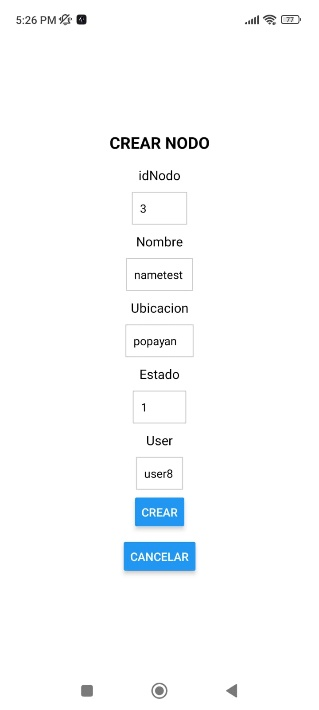 5:26 PM
77
CREAR NODO
idNodo
3
Nombre
nametest
Ubicacion
popayan
Estado
1
User
user8
CREAR
CANCELAR